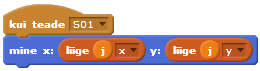 kui teade S01
mine x: liige j x y: liige j y